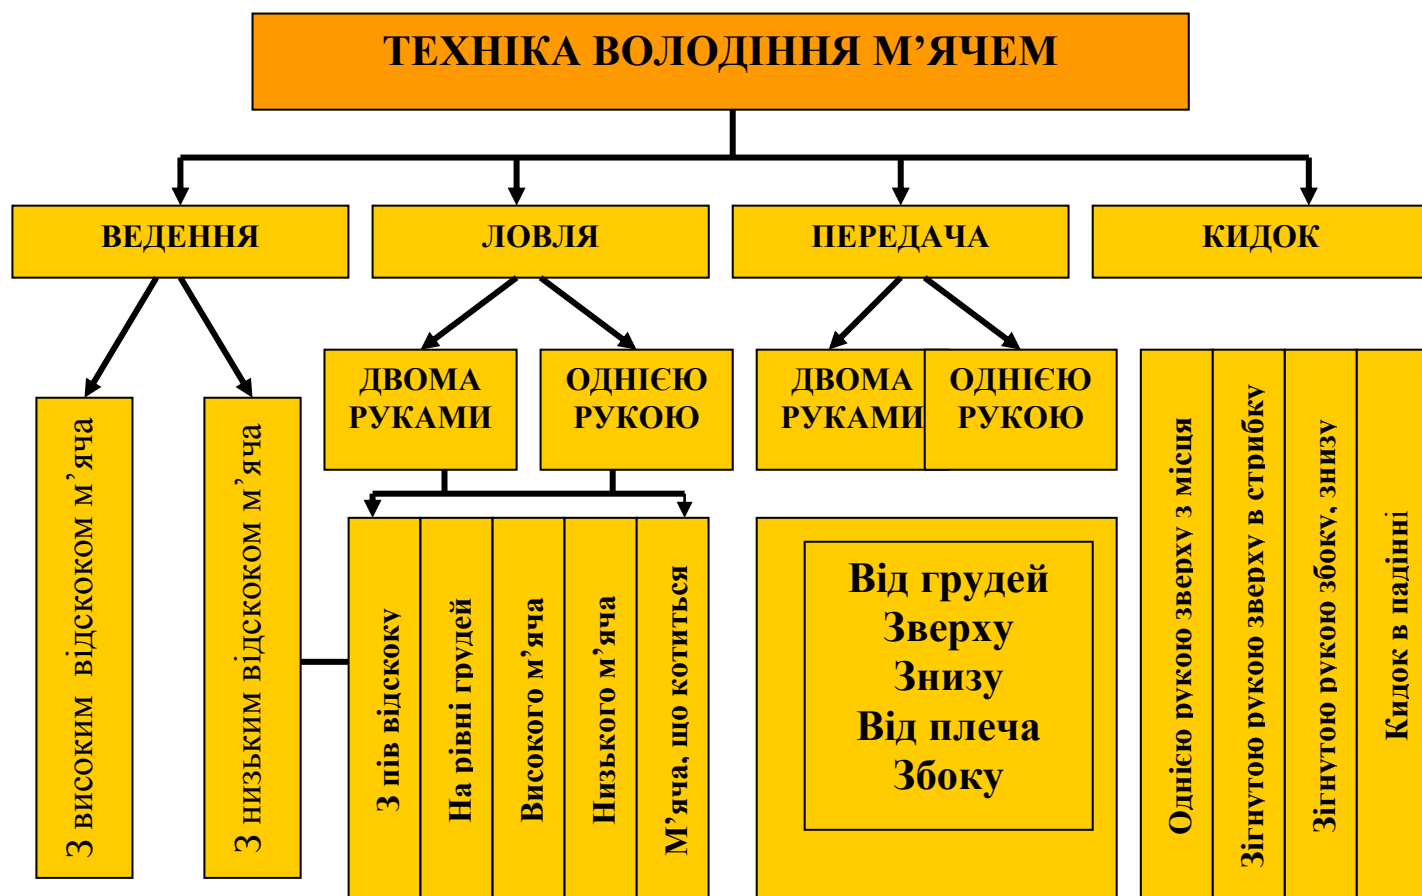 ТЕХНІКА ВОЛОДІННЯ М’ЯЧЕМ
ВЕДЕННЯ
ЛОВЛЯ
ПЕРЕДАЧА
КИДОК
З високим відскоком м’яча
З низьким відскоком м’яча
ДВОМА
РУКАМИ
ОДНІЄЮ
РУКОЮ
З пів відскоку
На рівні грудей
Високого м’яча
Низького м’яча
М’яча, що котиться
ДВОМА
РУКАМИ
ОДНІЄЮ
РУКОЮ
Від грудей
Зверху
Знизу
Від плеча
Збоку
Однією рукою зверху з місця
Зігнутою рукою зверху в стрибку
Зігнутою рукою збоку, знизу
Кидок в падінні